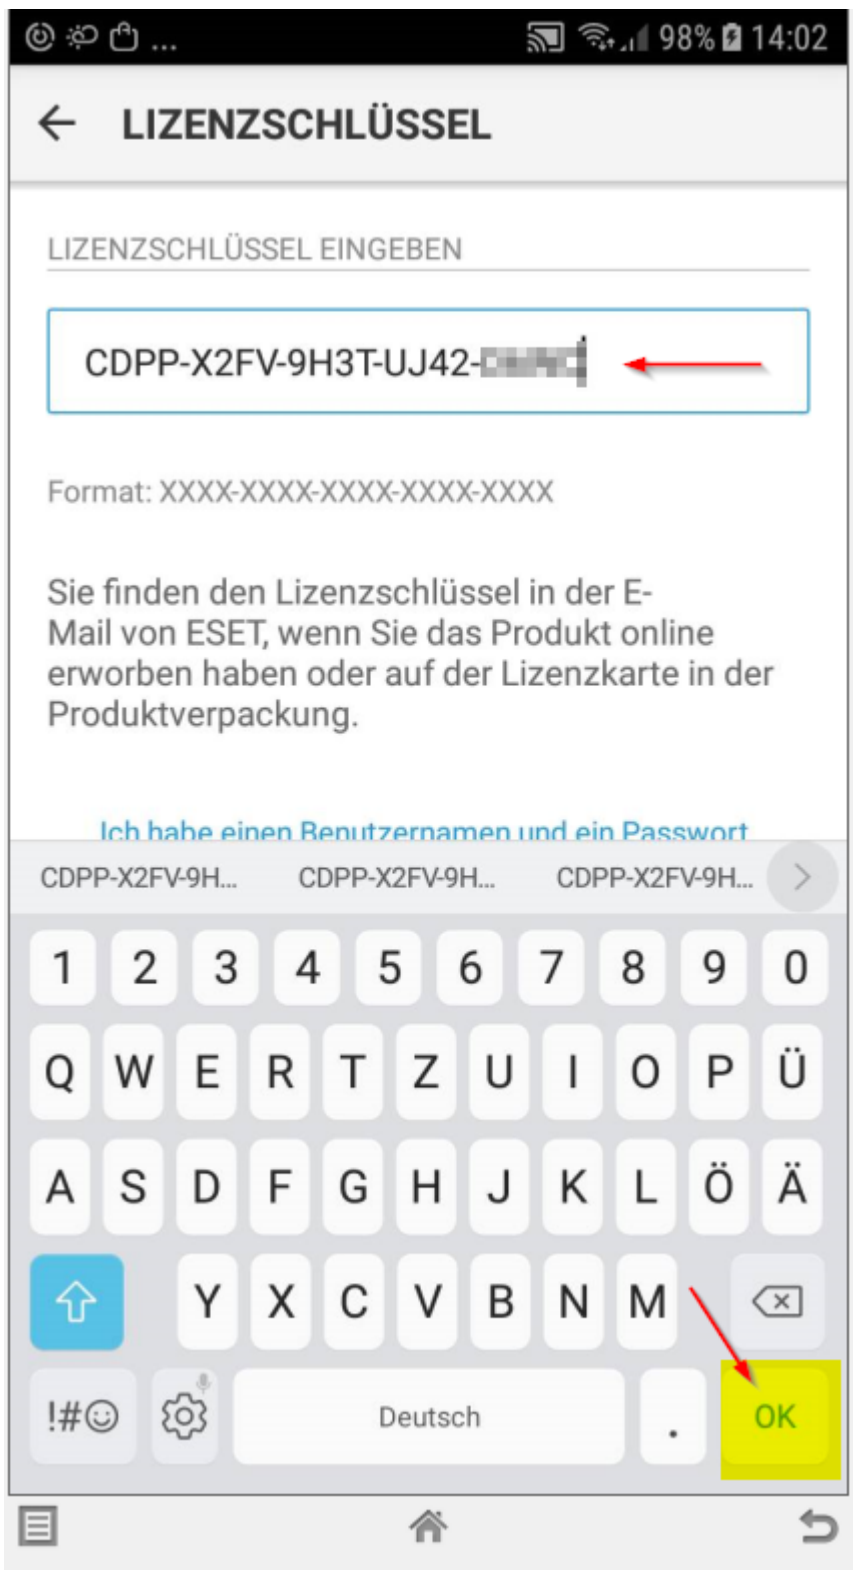 ... 98% 14:02
LIZENZSCHLÜSSEL
LIZENZSCHLÜSSEL EINGEBEN
CDPP-X2FV-9H3T-UJ42-
Format: XXXX-XXXX-XXXX-XXXX-XXXX
Sie finden den Lizenzschlüssel in der E-
Mail von ESET, wenn Sie das Produkt online
erworben haben oder auf der Lizenzkarte in der
Produktverpackung.
Ich habe einen Benutzernamen und ein Passwort
CDPP-X2FV-9H... CDPP-X2FV-9H... CDPP-X2FV-9H...
1 2 3 4 5 6 7 8 9 0
Q W E R T Z U I O P Ü
A S D F G H J K L Ö Ä
Y X C V B N M
!#☺ Deutsch . OK